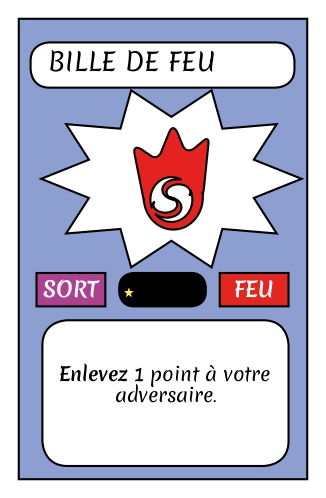 BILLE DE FEU
SORT
FEU
Enlevez 1 point à votre
adversaire.